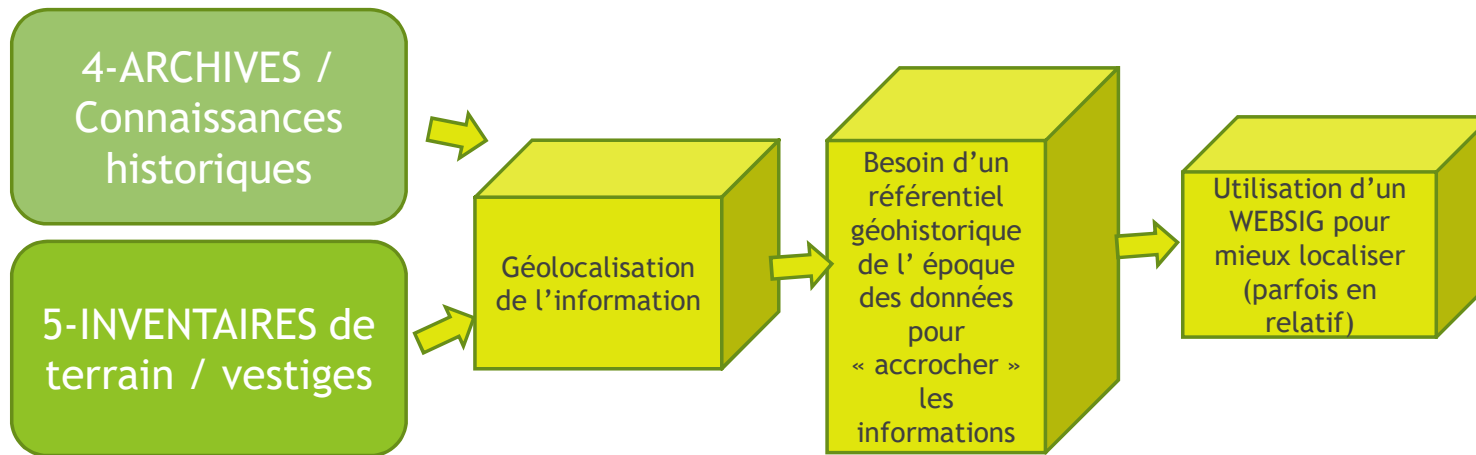 4-ARCHIVES /
Connaissances
historiques
5-INVENTAIRES de
terrain / vestiges
Géolocalisation
de l’information
Besoin d’un
référentiel
géohistorique
de l’ époque
des données
pour
« accrocher »
les
informations
Utilisation d’un
WEBSIG pour
mieux localiser
(parfois en
relatif)